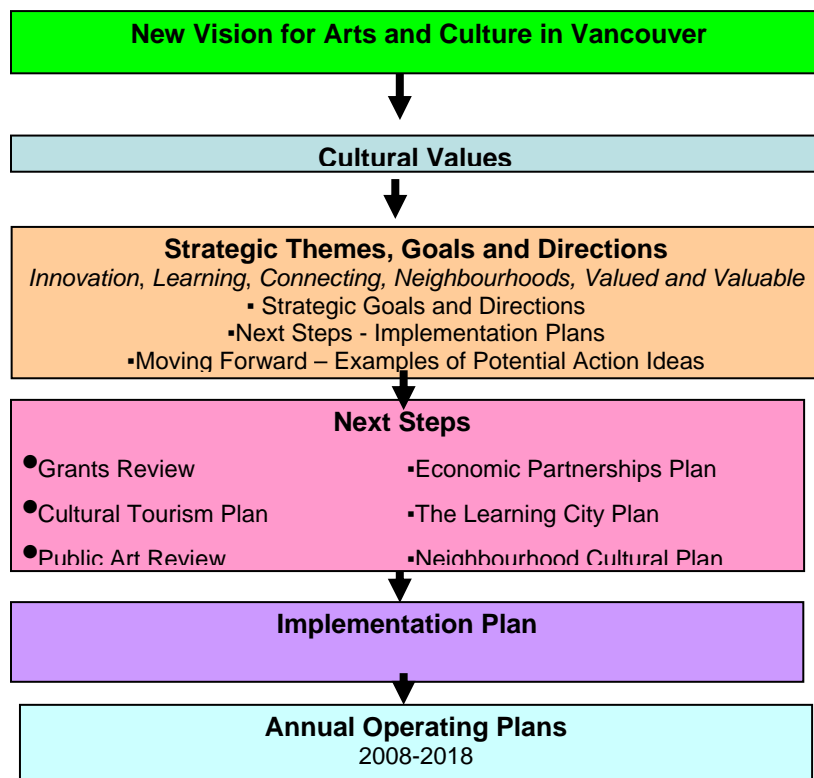 New Vision for Arts and Culture in Vancouver
Cultural Values
Strategic Themes, Goals and Directions
Innovation, Learning, Connecting, Neighbourhoods, Valued and Valuable
▪ Strategic Goals and Directions
▪Next Steps - Implementation Plans
▪Moving Forward – Examples of Potential Action Ideas
Next Steps
●Grants Review
▪Economic Partnerships Plan
●Cultural Tourism Plan
▪The Learning City Plan
●Public Art Review
▪Neighbourhood Cultural Plan
Implementation Plan
Annual Operating Plans
2008-2018